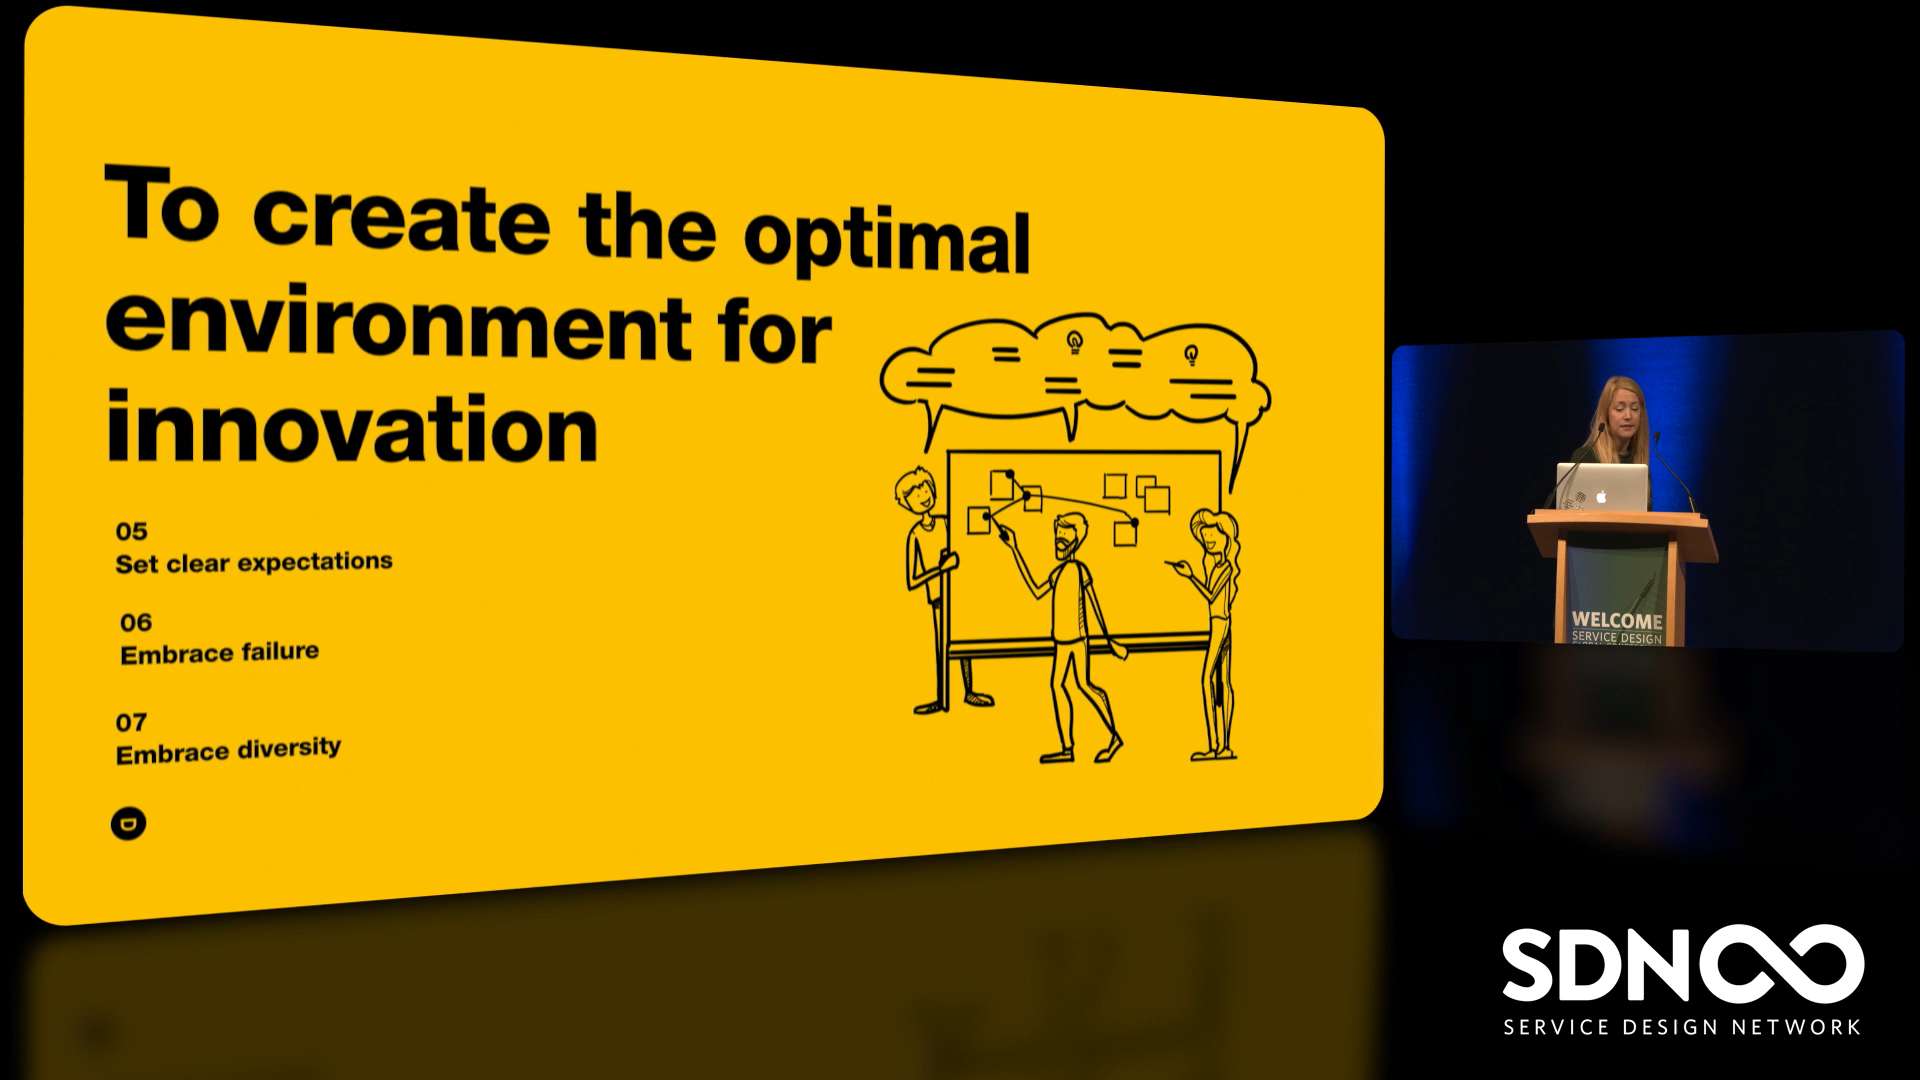 To create the optimal
environment for
innovation
05
Set clear expectations
06
Embrace failure
07
Embrace diversity
D
WELCOME
SERVICE DESIGN
SDN
SERVICE DESIGN NETWORK